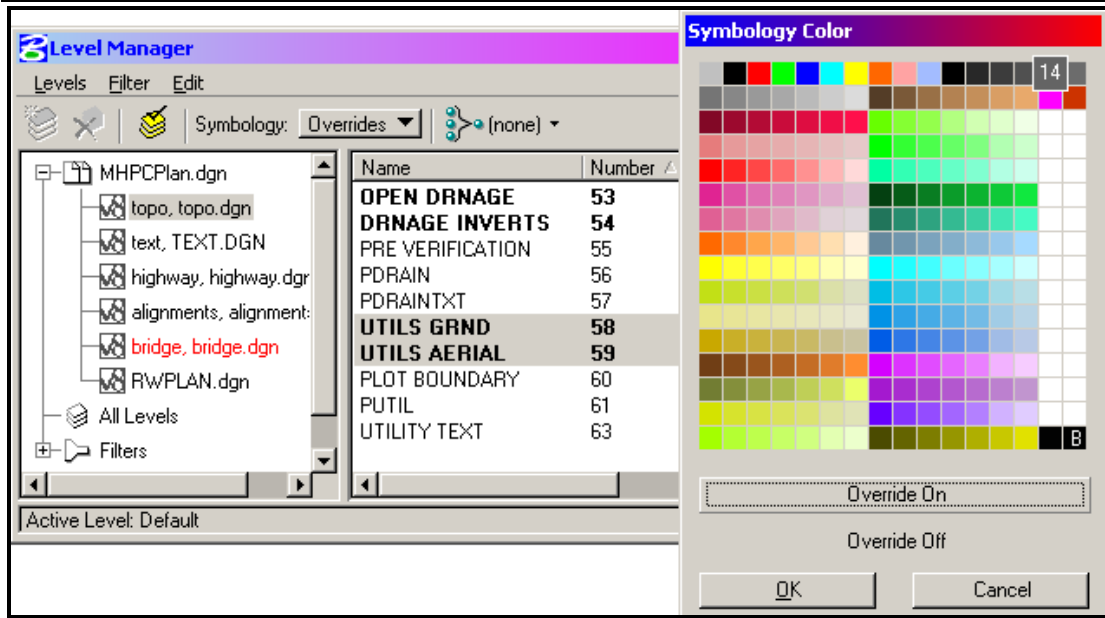 Level Manager
Levels Filter Edit
Symbology: Overrides (none)
MHPCPlan.dgn
topo, topo.dgn
text, TEXT.DGN
highway, highway.dgr
alignments, alignment:
bridge, bridge.dgn
RWPLAN.dgn
All Levels
Filters
Name Number
OPEN DRNAGE 53
DRNAGE INVERTS 54
PRE VERIFICATION 55
PDRAIN 56
PDRAINTXT 57
UTILS GRND 58
UTILS AERIAL 59
PLOT BOUNDARY 60
PUTIL 61
UTILITY TEXT 63
Active Level: Default
Symbology Color
14
B
Override On
Override Off
OK Cancel